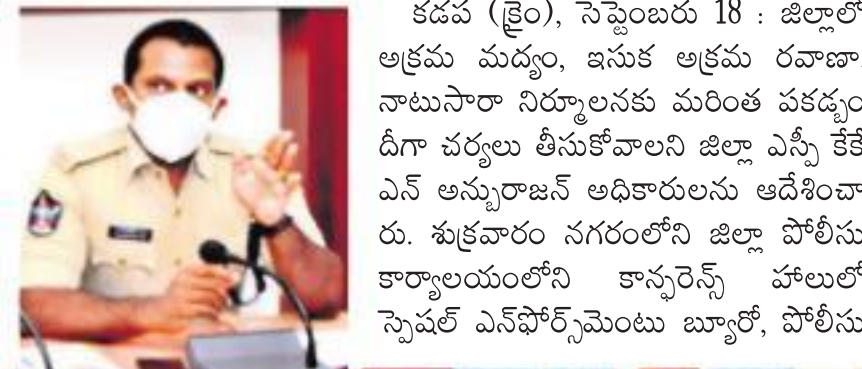 కడప (క్రైం), సెప్టెంబరు 18 : జిల్లాలో
అక్రమ మద్యం, ఇసుక అక్రమ రవాణా,
నాటుసారా నిర్మూలనకు మరింత పకడ్బం
దీగా చర్యలు తీసుకోవాలని జిల్లా ఎస్పీ కేకే
ఎన్ అన్బురాజన్ అధికారులను ఆదేశించా
రు. శుక్రవారం నగరంలోని జిల్లా పోలీసు
కార్యాలయంలోని కాన్ఫరెన్స్ హాలులో
స్పెషల్ ఎన్‌ఫోర్స్‌మెంటు బ్యూరో, పోలీసు